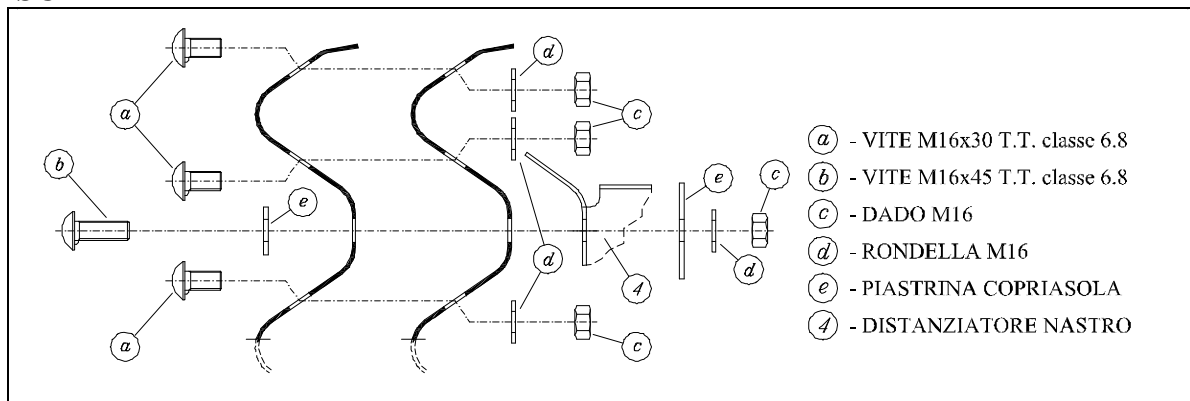 a
b
a
e
d
c
d
4
e
c
d
d
c
a - VITE M16x30 T.T. classe 6.8
b - VITE M16x45 T.T. classe 6.8
c - DADO M16
d - RONDELLA M16
e - PIASTRINA COPRIASOLA
4 - DISTANZIATORE NASTRO